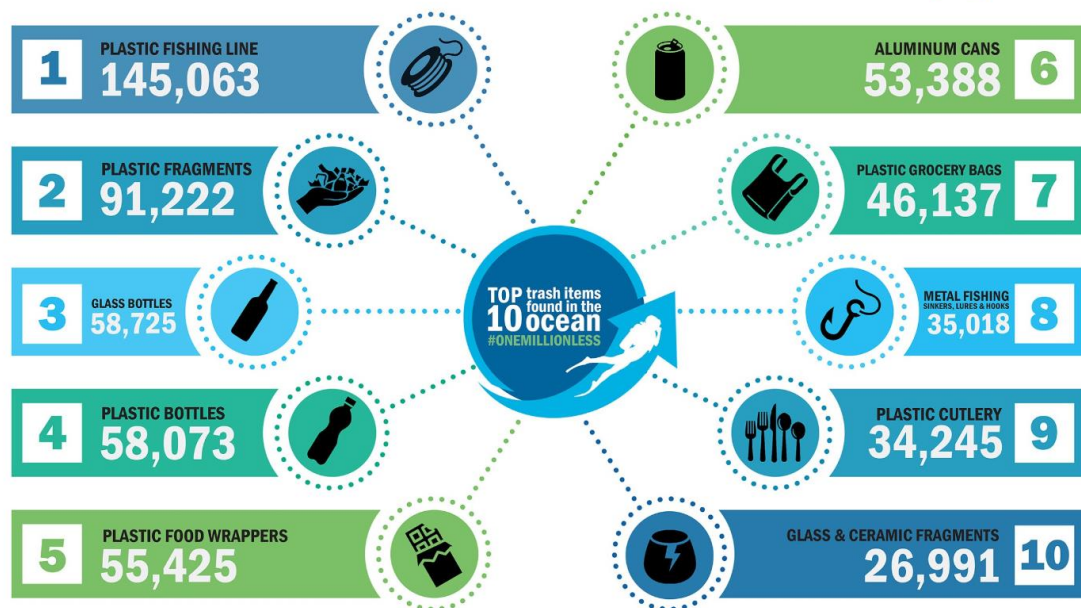 1
PLASTIC FISHING LINE
145,063
2
PLASTIC FRAGMENTS
91,222
3
GLASS BOTTLES
58,725
4
PLASTIC BOTTLES
58,073
5
PLASTIC FOOD WRAPPERS
55,425
TOP 10 trash items
found in the
ocean
#ONEMILLIONLESS
ALUMINUM CANS
53,388
6
PLASTIC GROCERY BAGS
46,137
7
METAL FISHING
SINKERS, LURES & HOOKS
35,018
8
PLASTIC CUTLERY
34,245
9
GLASS & CERAMIC FRAGMENTS
26,991
10